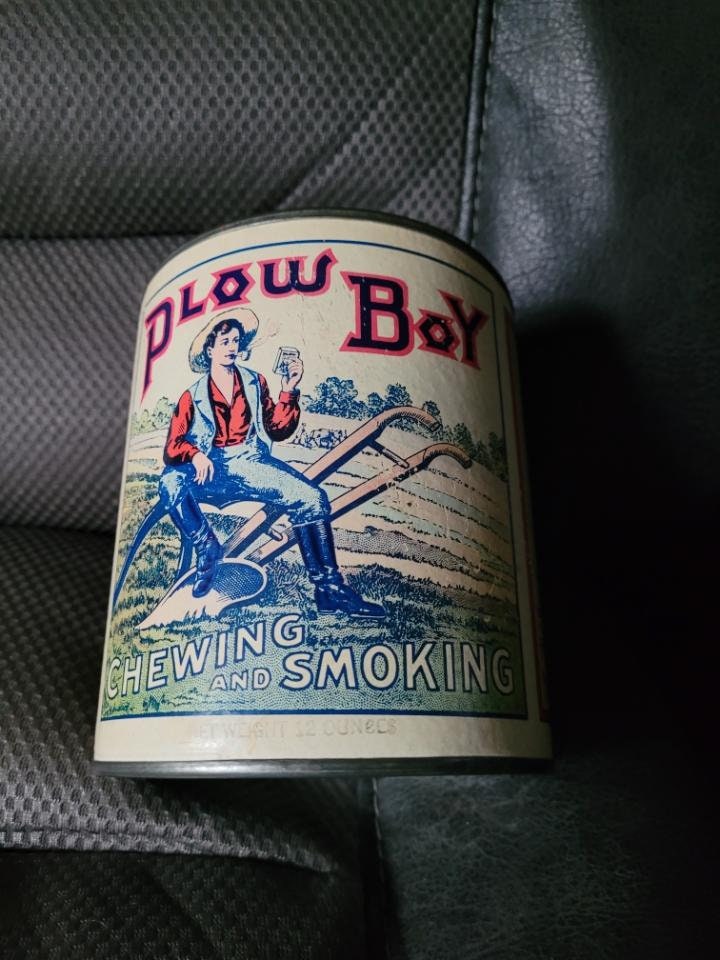 PLOW BOY
CHEWING
AND SMOKING
NET WEIGHT 12 OUNCES